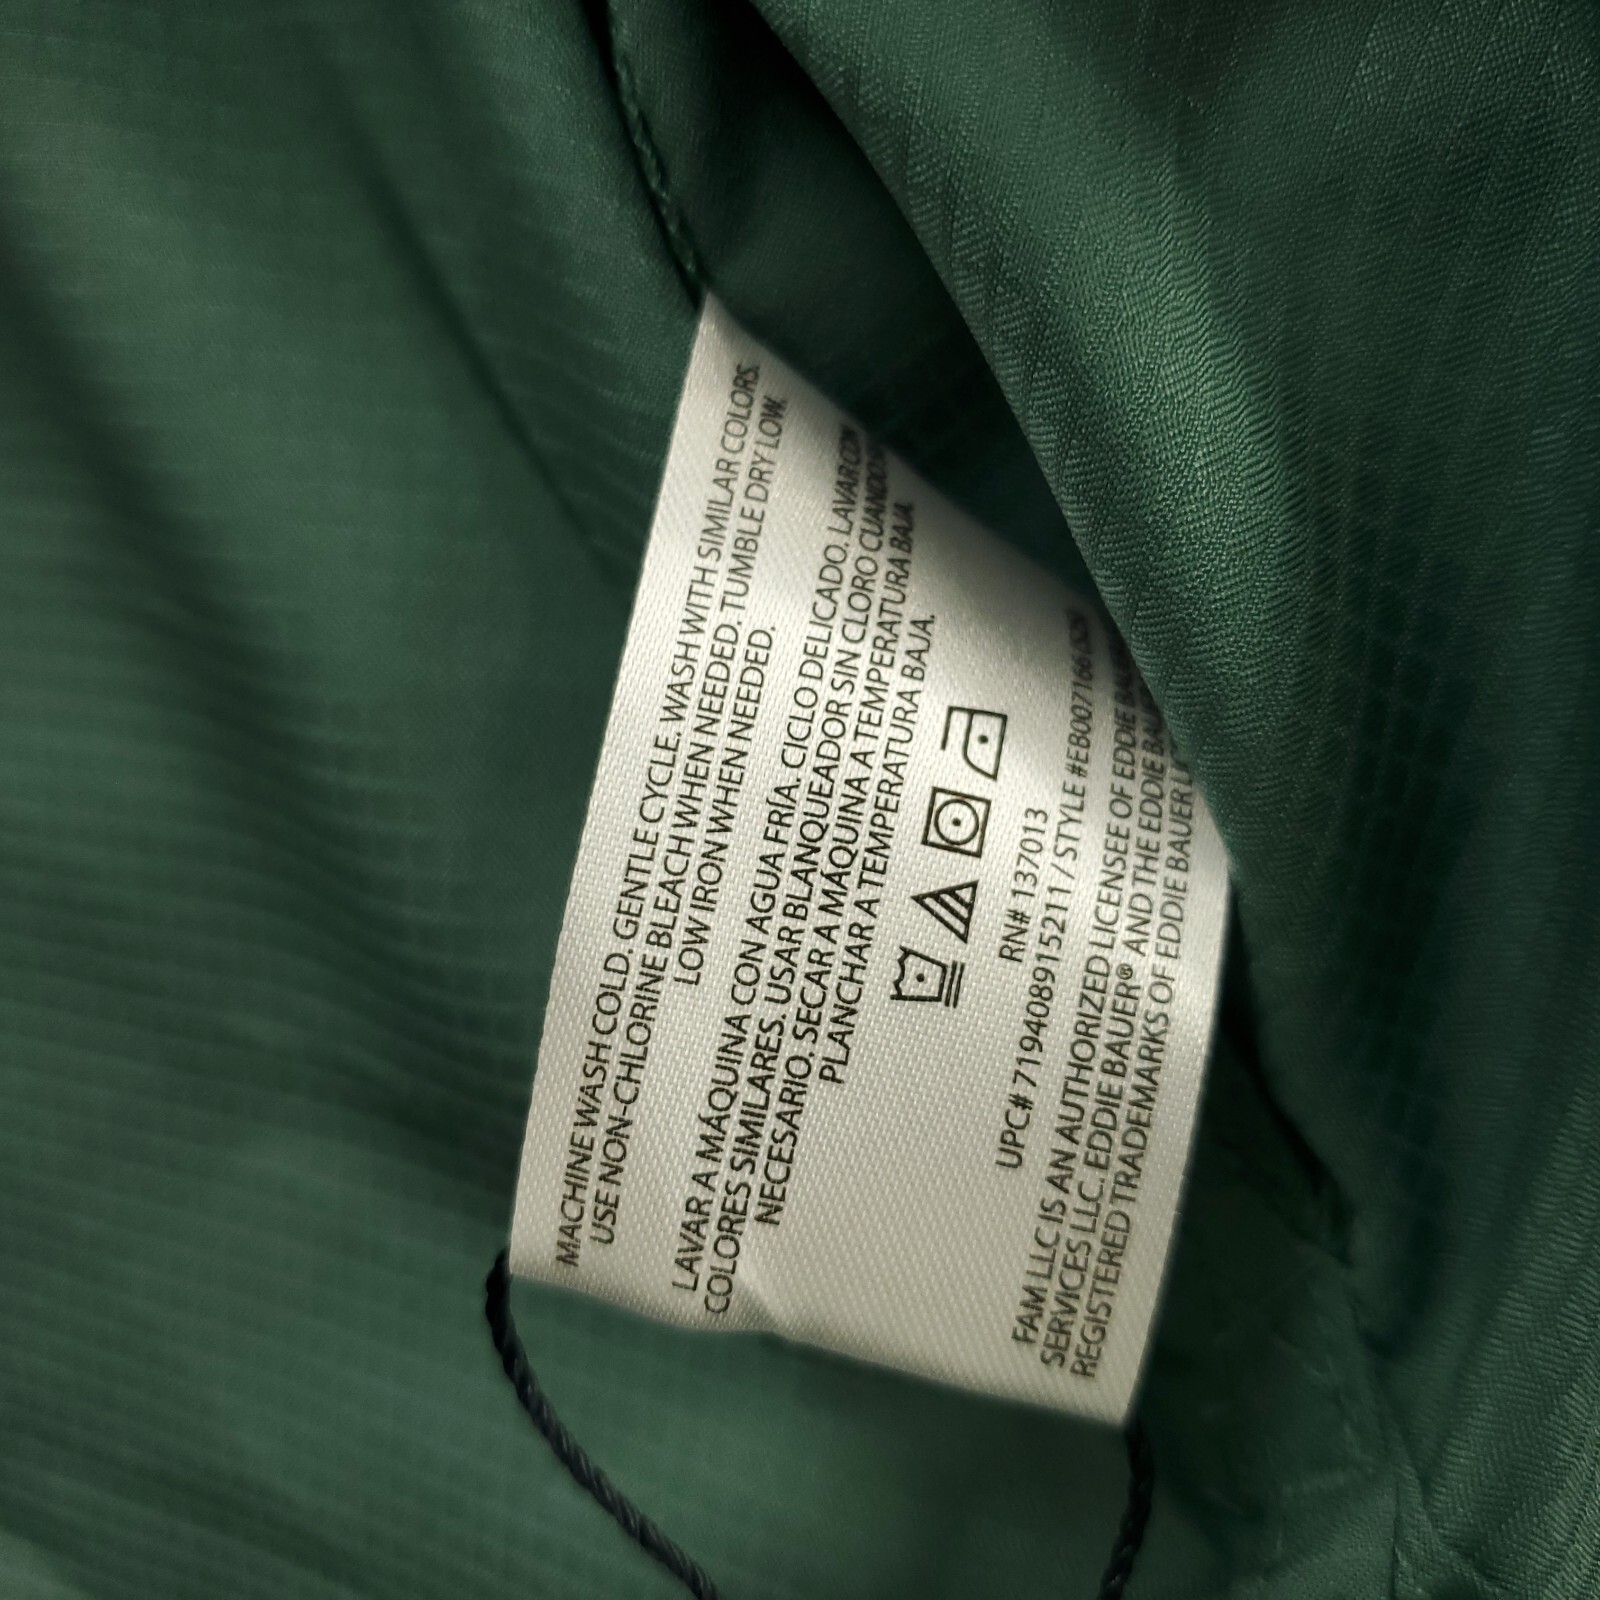 MACHINE WASH COLD. GENTLE CYCLE. WASH WITH SIMILAR COLORS.
USE NON-CHLORINE BLEACH WHEN NEEDED. TUMBLE DRY LOW.
LOW IRON WHEN NEEDED.
LAVAR A MÁQUINA CON AGUA FRÍA. CICLO DELICADO. LAVAR CON
COLORES SIMILARES. USAR BLANQUEADOR SIN CLORO CUANDO
NECESARIO. SECAR A MÁQUINA A TEMPERATURA BAJA.
PLANCHAR A TEMPERATURA BAJA.
RN# 137013
UPC# 719408915211 / STYLE
FAM LLC IS AN AUTHORIZED LICENSEE OF EDDIE
SERVICES LLC. EDDIE BAUER® AND THE EDDIE
REGISTERED TRADEMARKS OF EDDIE BAUER